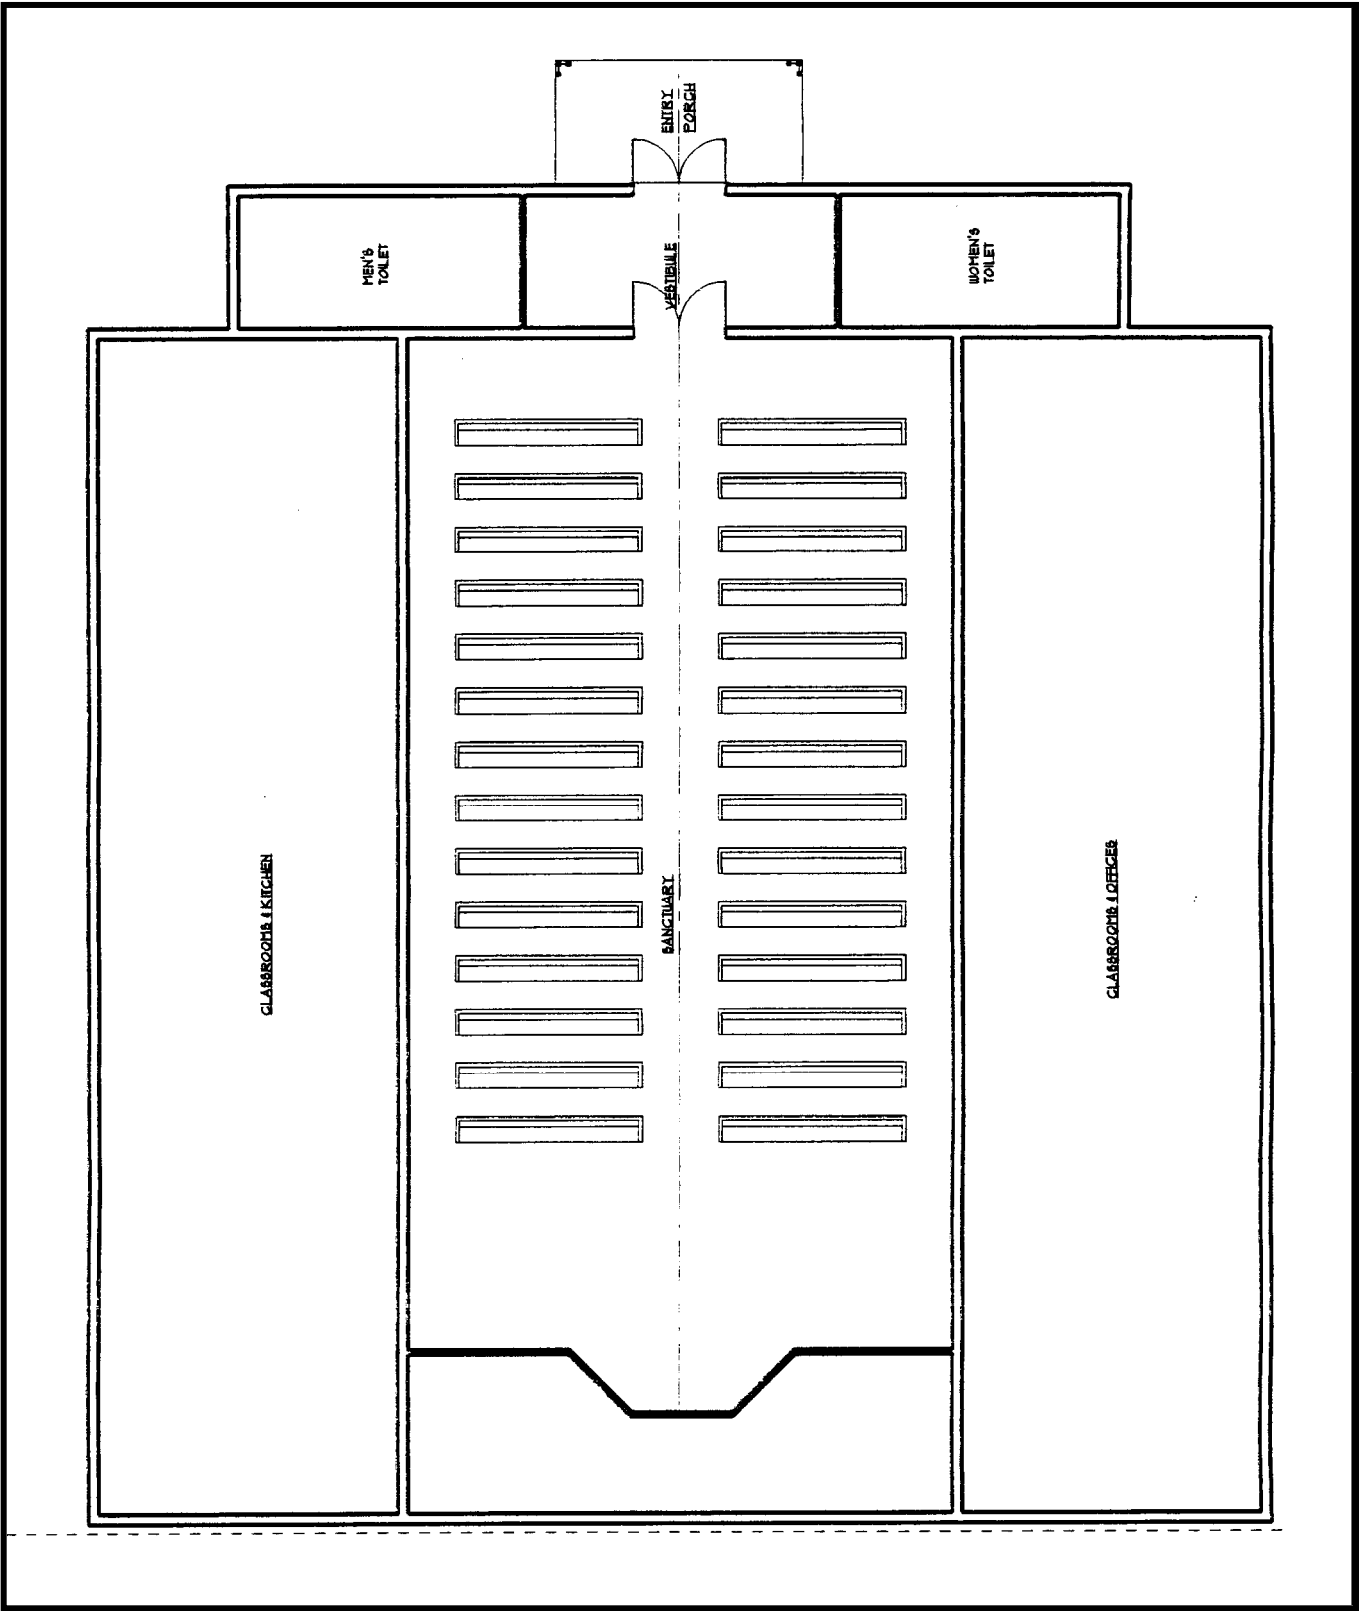 ENTRY
PORCH
MEN'S
TOILET
VESTIBULE
WOMEN'S
TOILET
CLASSROOMS & KITCHEN
SANCTUARY
CLASSROOMS & OFFICES